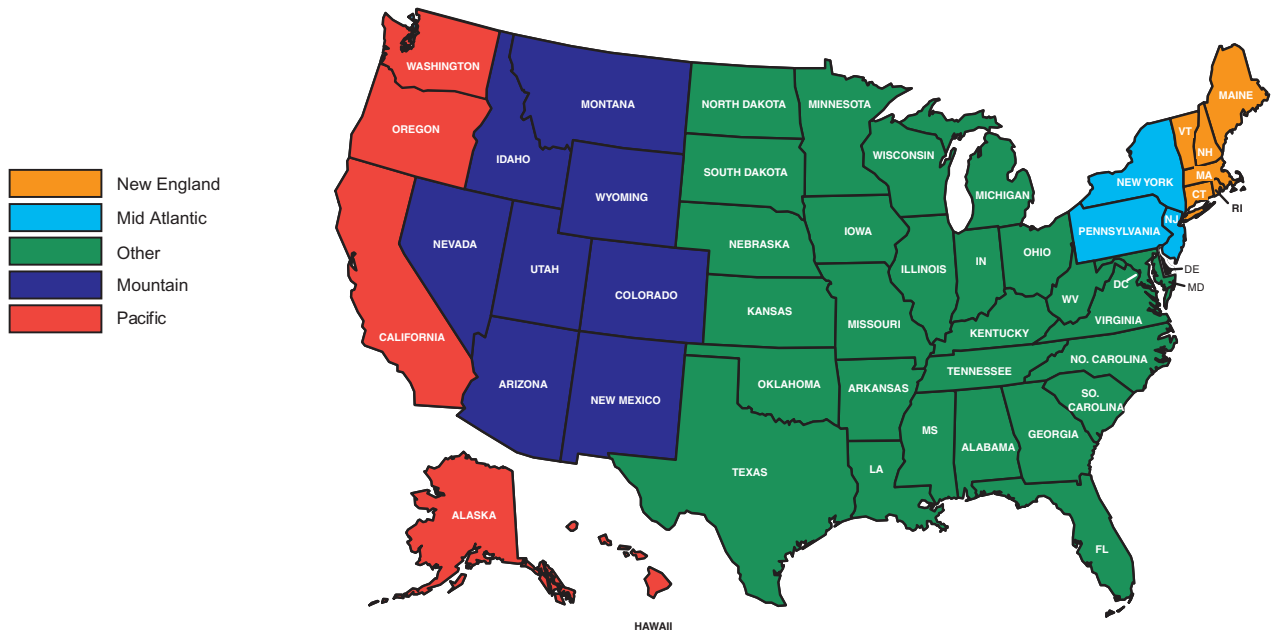 New England
Mid Atlantic
Other
Mountain
Pacific
WASHINGTON
OREGON
CALIFORNIA
NEVADA
IDAHO
MONTANA
WYOMING
UTAH
COLORADO
ARIZONA
NEW MEXICO
ALASKA
HAWAII
NORTH DAKOTA
SOUTH DAKOTA
NEBRASKA
KANSAS
OKLAHOMA
TEXAS
MINNESOTA
IOWA
MISSOURI
ARKANSAS
LA
WISCONSIN
ILLINOIS
MICHIGAN
IN
OHIO
KENTUCKY
TENNESSEE
MS
ALABAMA
GEORGIA
FL
SO.
CAROLINA
NO. CAROLINA
VIRGINIA
WV
DC
DE
MD
PENNSYLVANIA
NJ
NEW YORK
CT
RI
MA
VT
NH
MAINE